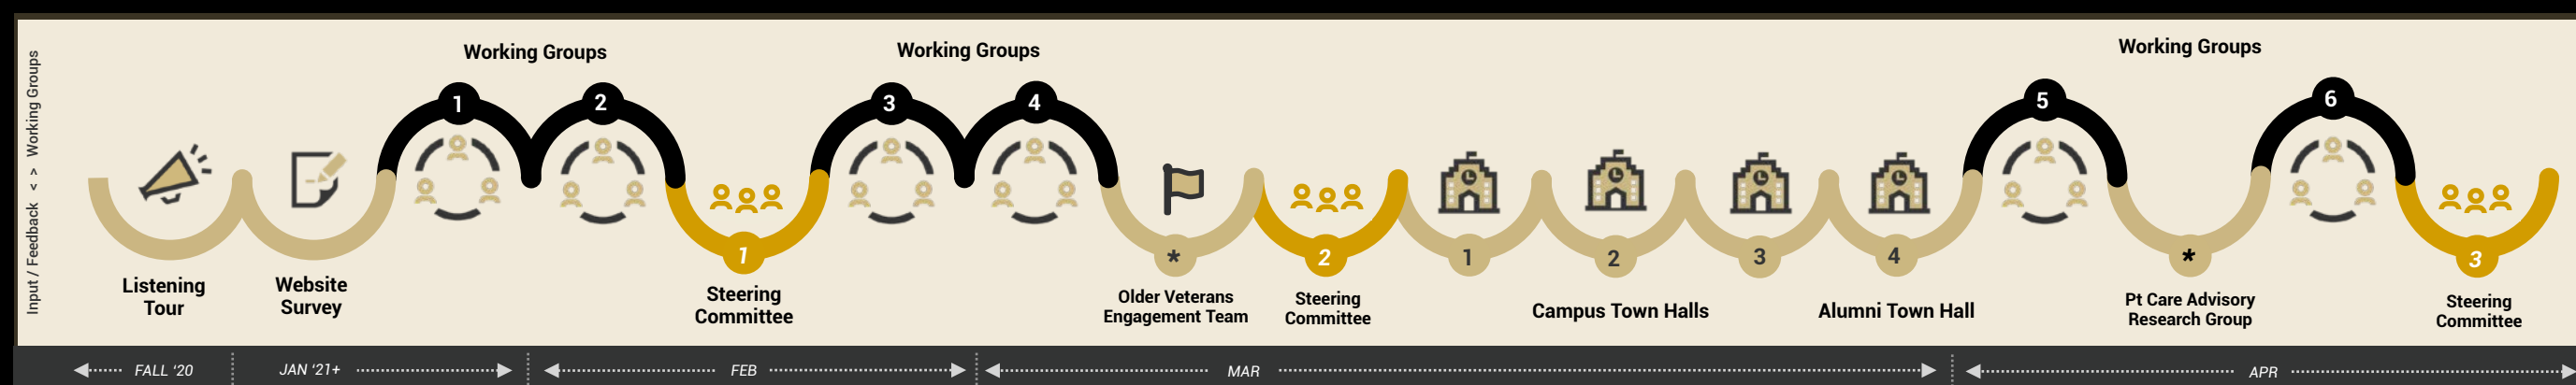 Input / Feedback < > Working Groups
Working Groups
Working Groups
Working Groups
1
2
3
4
5
6
1
*
2
1
2
3
4
*
3
Listening
Tour
Website
Survey
Steering
Committee
Older Veterans
Engagement Team
Steering
Committee
Campus Town Halls
Alumni Town Hall
Pt Care Advisory
Research Group
Steering
Committee
FALL ‘20
JAN ‘21+
FEB
MAR
APR